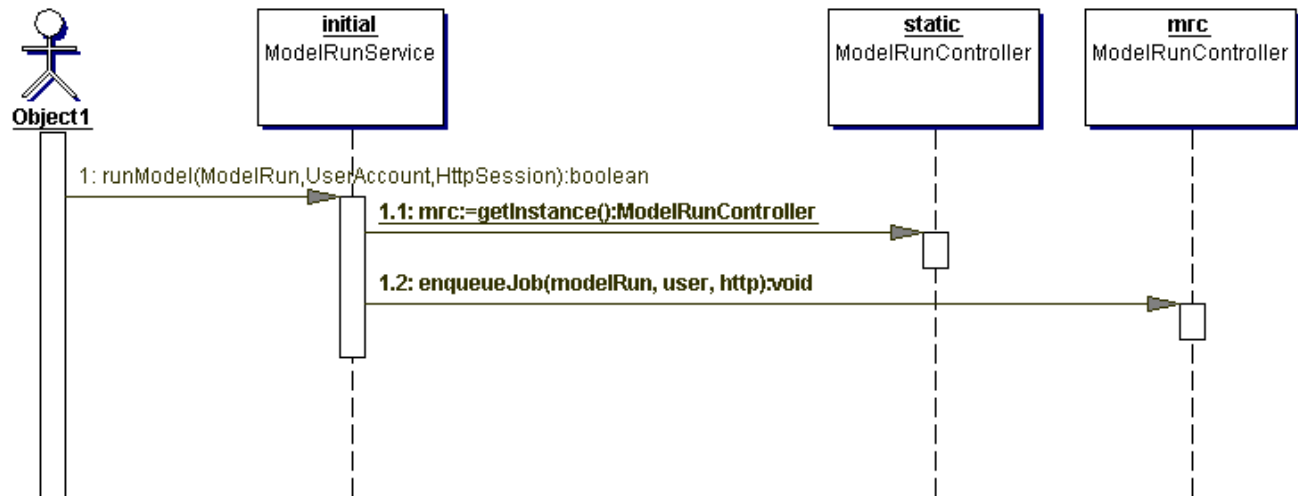 initial
ModelRunService
static
ModelRunController
mrc
ModelRunController
Object1
1: runModel(ModelRun,UserAccount,HttpSession):boolean
1.1: mrc:=getInstance():ModelRunController
1.2: enqueueJob(modelRun, user, http):void